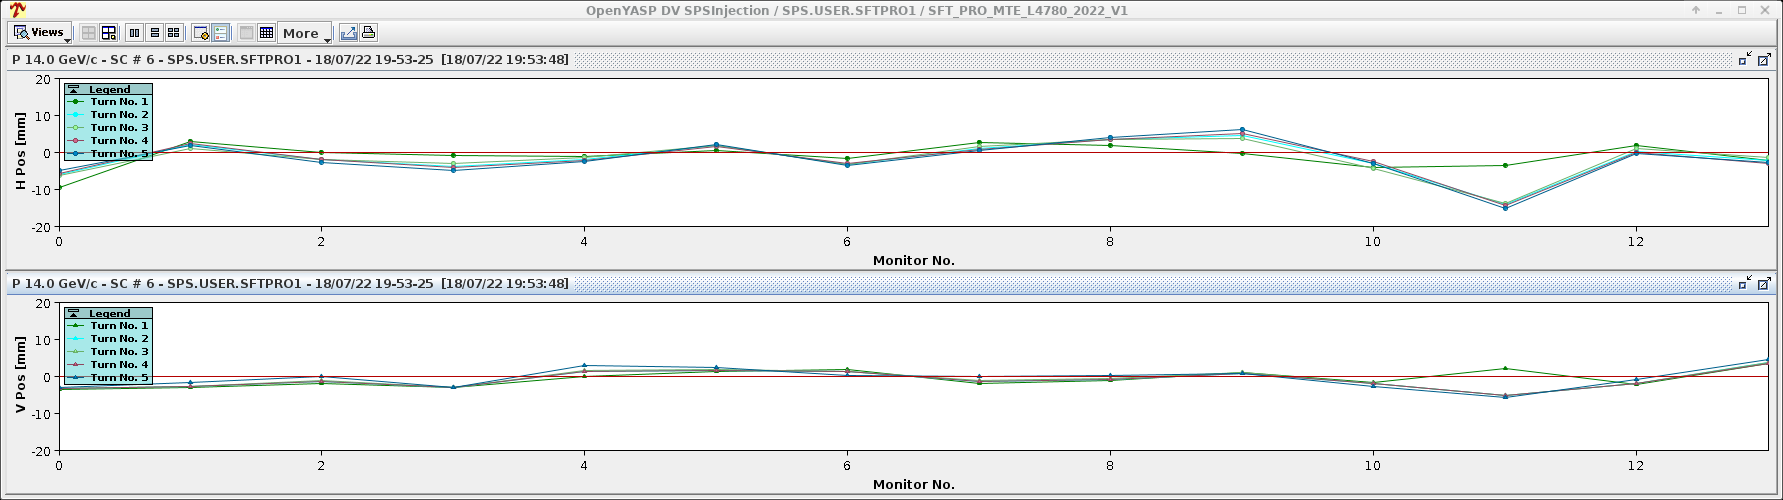 OpenYASP DV SPSInjection / SPS.USER.SFTPRO1 / SFT_PRO_MTE_L4780_2022_V1
Views More
P 14.0 GeV/c - SC # 6 - SPS.USER.SFTPRO1 - 18/07/22 19-53-25 [18/07/22 19:53:48]
H Pos [mm]
20
10
0
-10
-20
Legend
Turn No. 1
Turn No. 2
Turn No. 3
Turn No. 4
Turn No. 5
0 2 4 6 8 10 12
Monitor No.
P 14.0 GeV/c - SC # 6 - SPS.USER.SFTPRO1 - 18/07/22 19-53-25 [18/07/22 19:53:48]
V Pos [mm]
20
10
0
-10
-20
Legend
Turn No. 1
Turn No. 2
Turn No. 3
Turn No. 4
Turn No. 5
0 2 4 6 8 10 12
Monitor No.